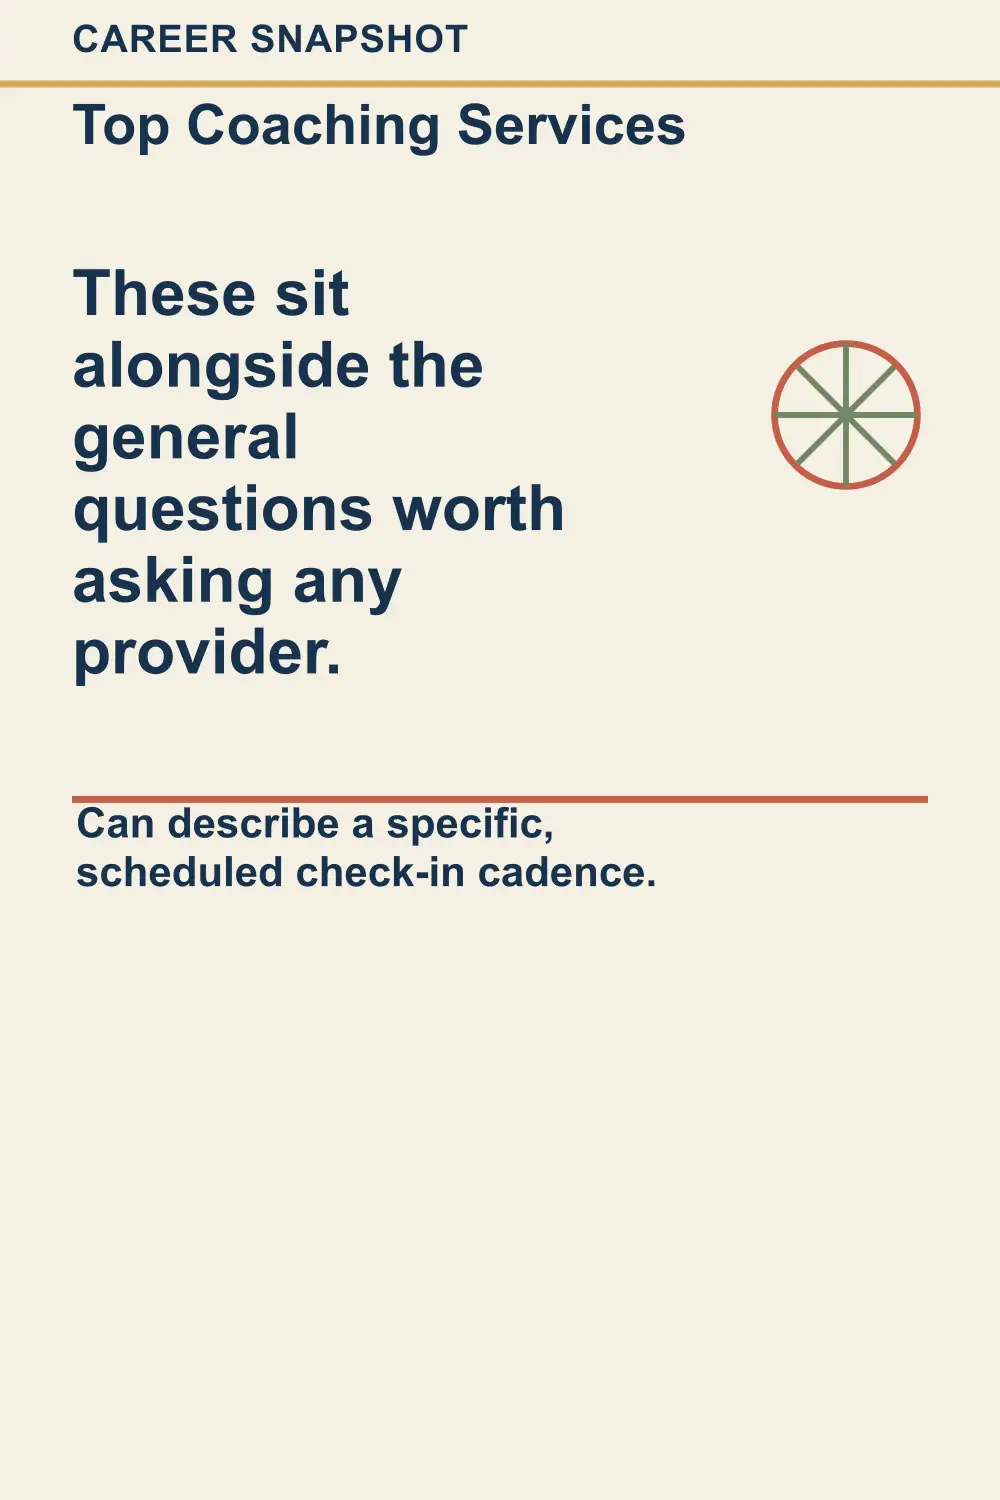 CAREER SNAPSHOT
Top Coaching Services
These sit
alongside the
general
questions worth
asking any
provider.
Can describe a specific,
scheduled check-in cadence.